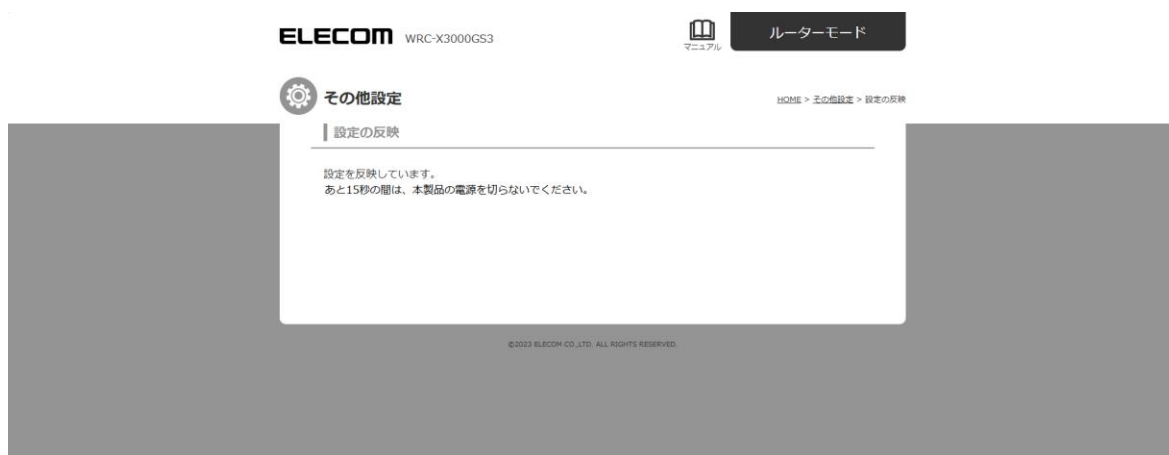 ELECOM WRC-X3000GS3
マニュアル
ルーターモード
その他設定
HOME > その他設定 > 設定の反映
設定の反映
設定を反映しています。
あと15秒の間は、本製品の電源を切らないでください。
©2023 ELECOM CO.,LTD. ALL RIGHTS RESERVED.